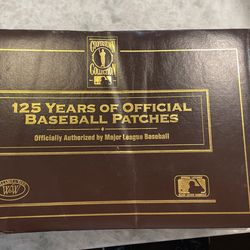 COOPERSTOWN
COLLECTION
125 YEARS OF OFFICIAL
BASEBALL PATCHES
Officially Authorized by Major League Baseball